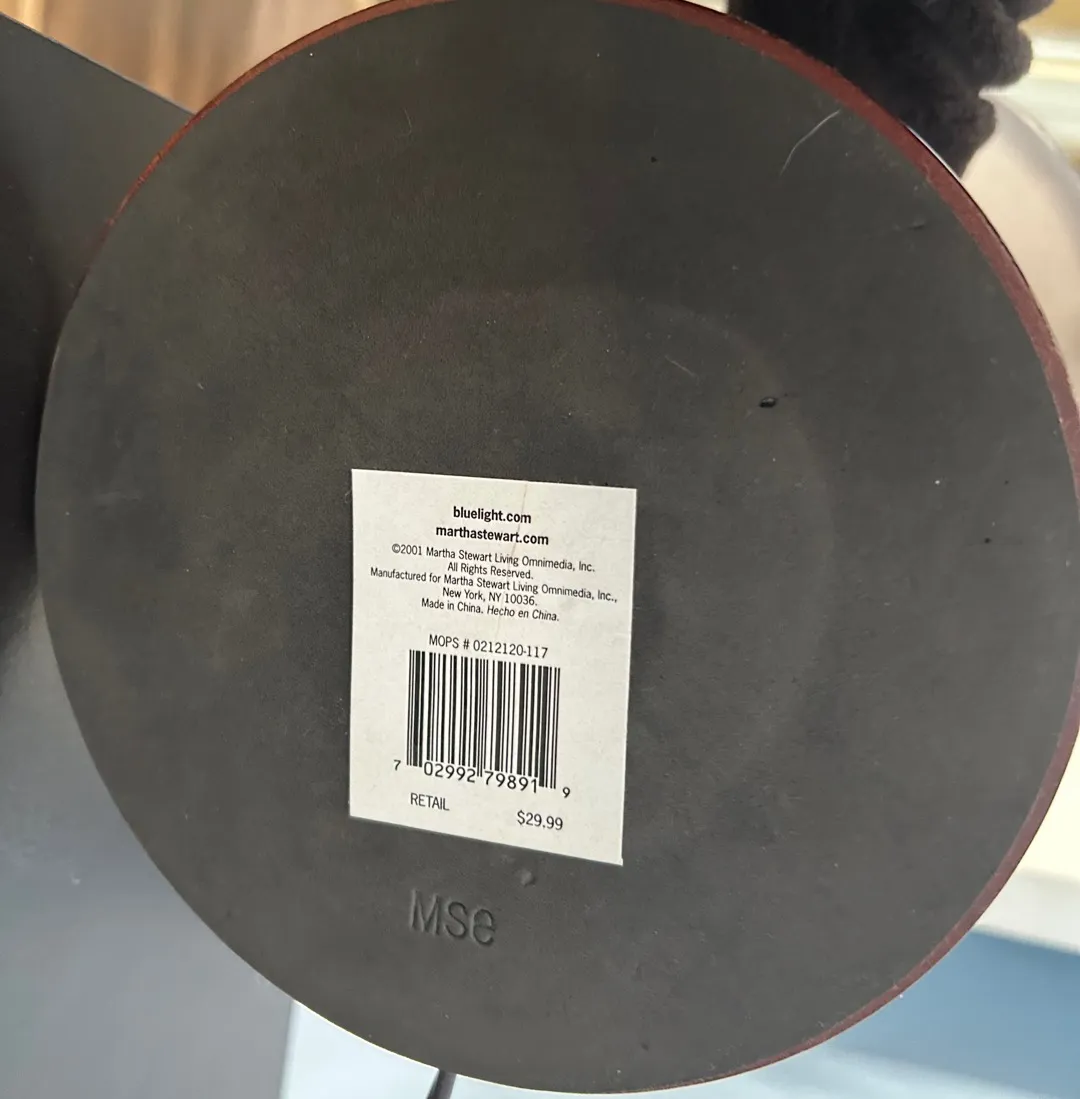 bluelight.com
marthastewart.com
©2001 Martha Stewart Living Omnimedia, Inc.
All Rights Reserved.
Manufactured for Martha Stewart Living Omnimedia, Inc.,
New York, NY 10036.
Made in China. Hecho en China.
MOPS # 0212120-117
7 02992 79891 9
RETAIL $29.99
MSe